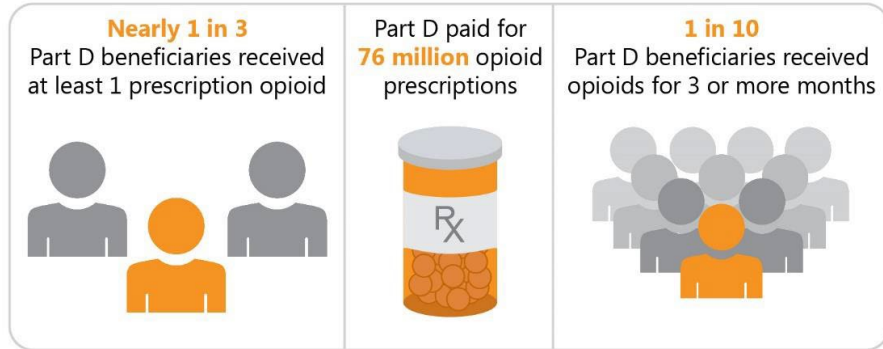 Nearly 1 in 3
Part D beneficiaries received
at least 1 prescription opioid
Part D paid for
76 million opioid
prescriptions
Rx
1 in 10
Part D beneficiaries received
opioids for 3 or more months